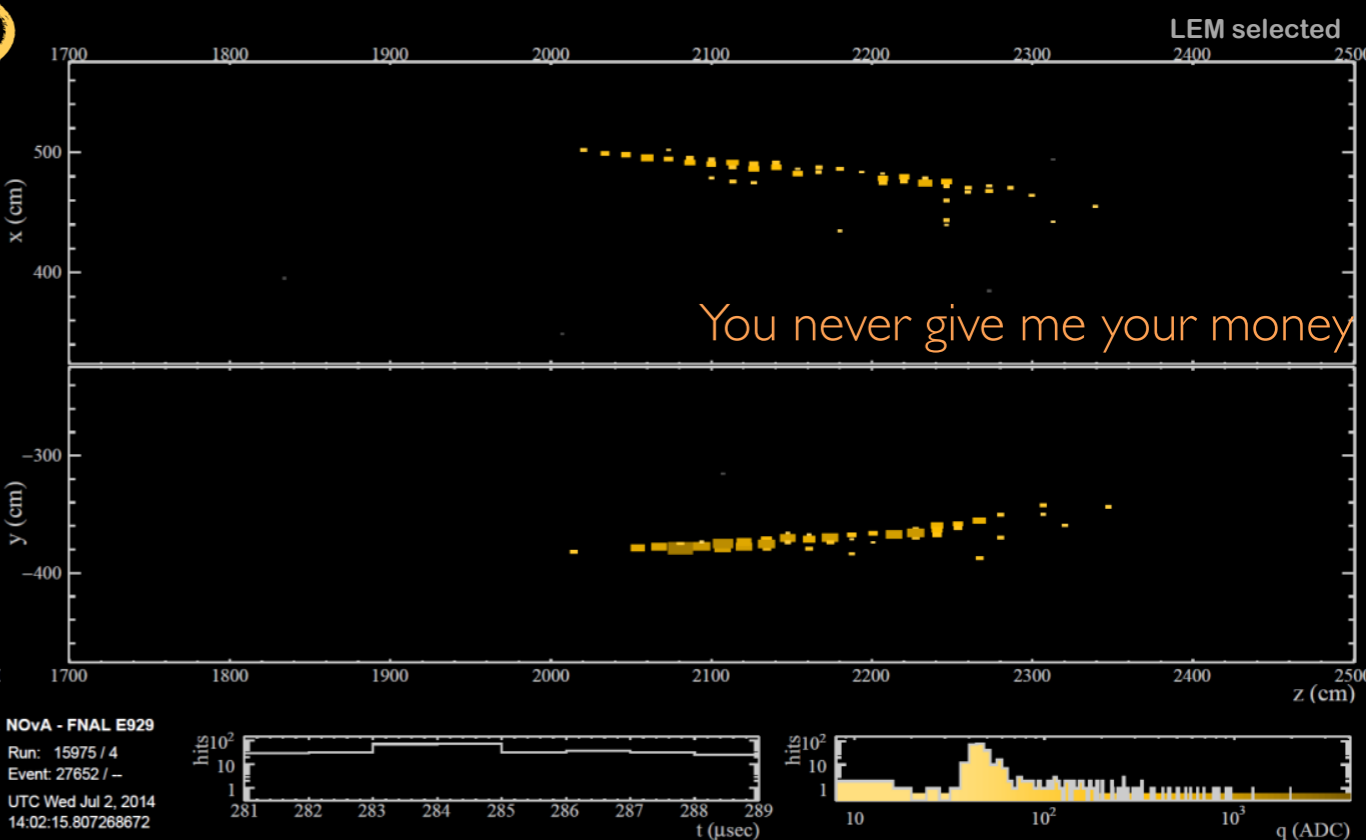 LEM selected
1700 1800 1900 2000 2100 2200 2300 2400 2500
500
x (cm)
400
You never give me your money
−300
y (cm)
−400
1700 1800 1900 2000 2100 2200 2300 2400 2500
z (cm)
NOvA - FNAL E929
Run: 15975 / 4
Event: 27652 / --
UTC Wed Jul 2, 2014
14:02:15.807268672
hits
10²
10
1
281 282 283 284 285 286 287 288 289
t (μsec)
hits
10²
10
1
10 10² 10³
q (ADC)